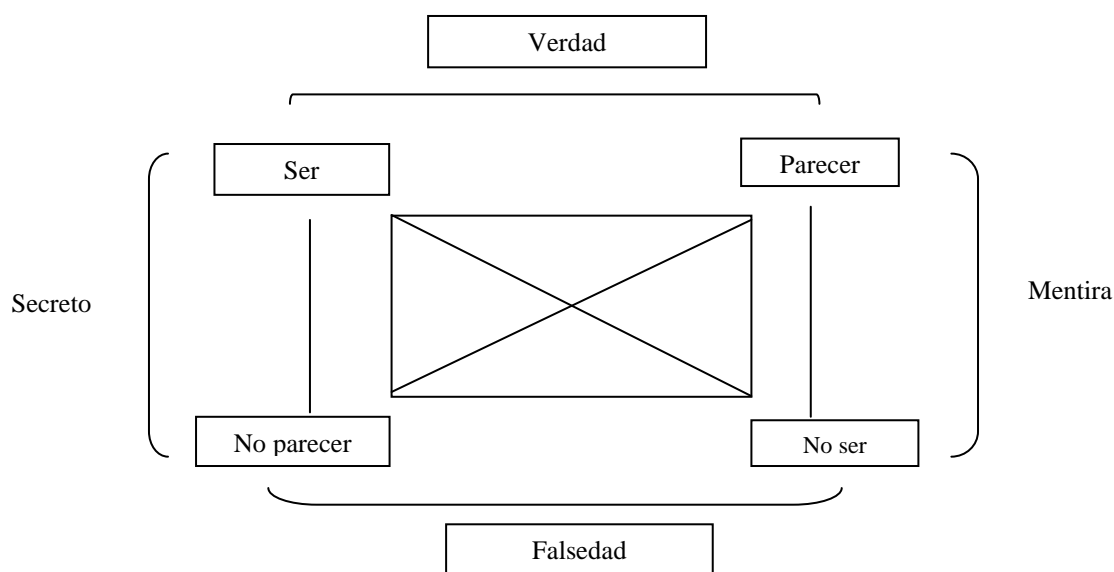 Verdad
Ser
Parecer
Secreto
Mentira
No parecer
No ser
Falsedad